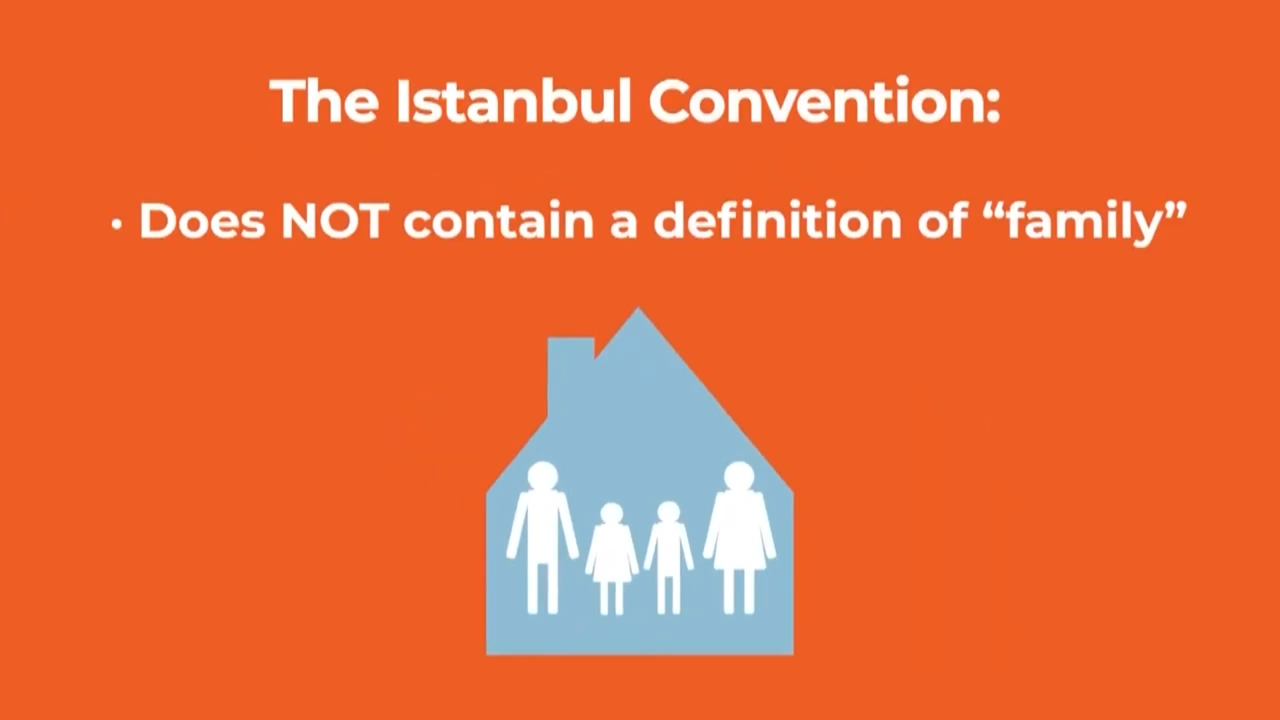 The Istanbul Convention:
• Does NOT contain a definition of “family”